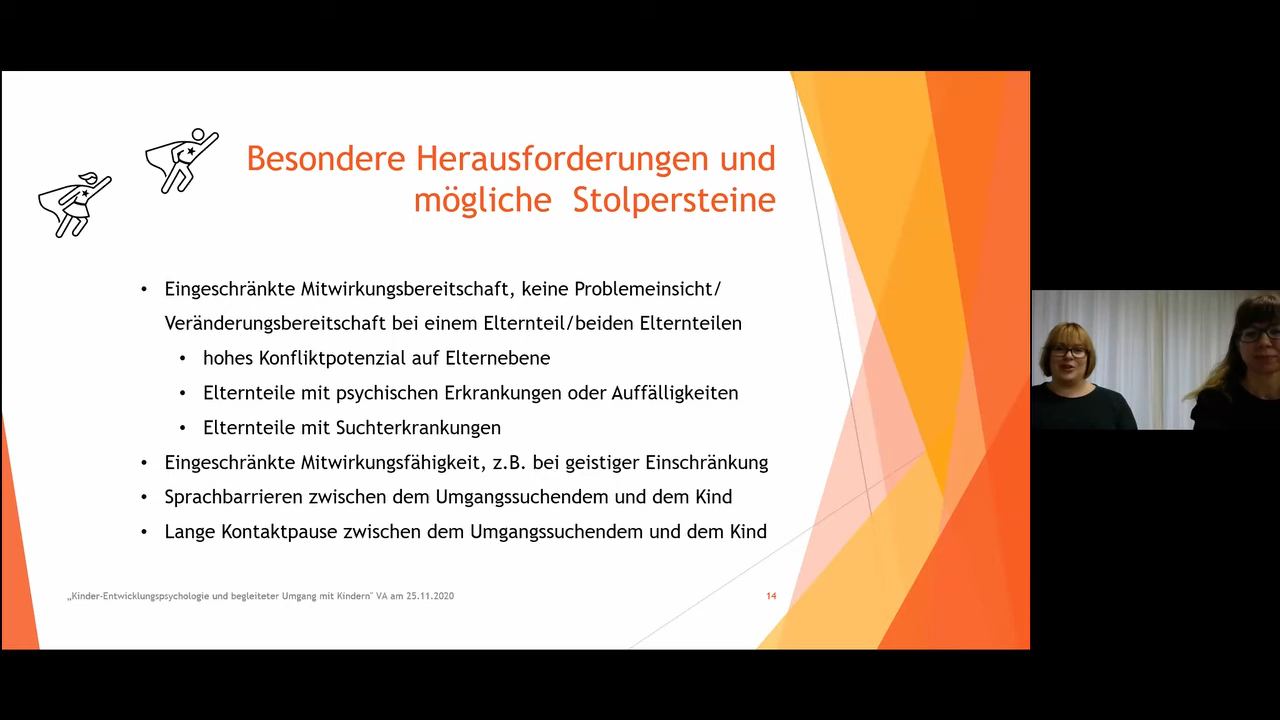 Besondere Herausforderungen und
mögliche Stolpersteine
• Eingeschränkte Mitwirkungsbereitschaft, keine Problemeinsicht/
Veränderungsbereitschaft bei einem Elternteil/beiden Elternteilen
• hohes Konfliktpotenzial auf Elternebene
• Elternteile mit psychischen Erkrankungen oder Auffälligkeiten
• Elternteile mit Suchterkrankungen
• Eingeschränkte Mitwirkungsfähigkeit, z.B. bei geistiger Einschränkung
• Sprachbarrieren zwischen dem Umgangssuchendem und dem Kind
• Lange Kontaktpause zwischen dem Umgangssuchendem und dem Kind
„Kinder-Entwicklungspsychologie und begleiteter Umgang mit Kindern" VA am 25.11.2020
14